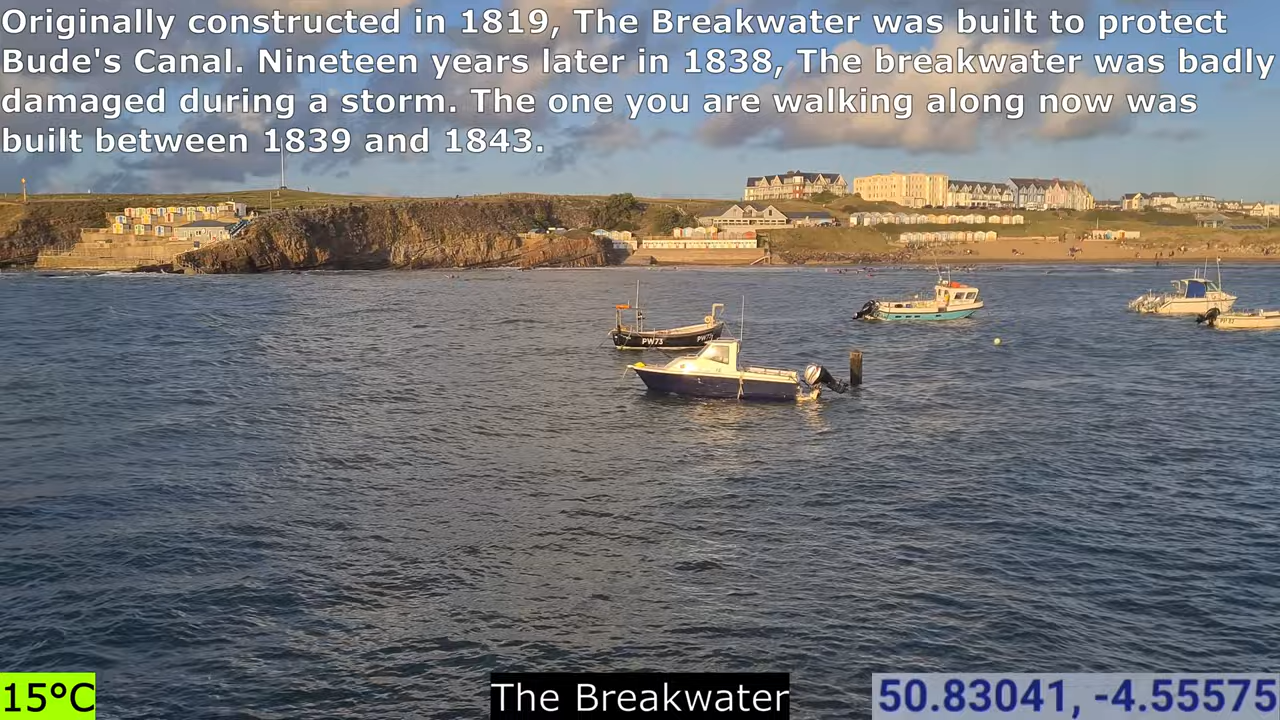 Originally constructed in 1819, The Breakwater was built to protect
Bude's Canal. Nineteen years later in 1838, The breakwater was badly
damaged during a storm. The one you are walking along now was
built between 1839 and 1843.
PW73
15°C
The Breakwater
50.83041, -4.55575